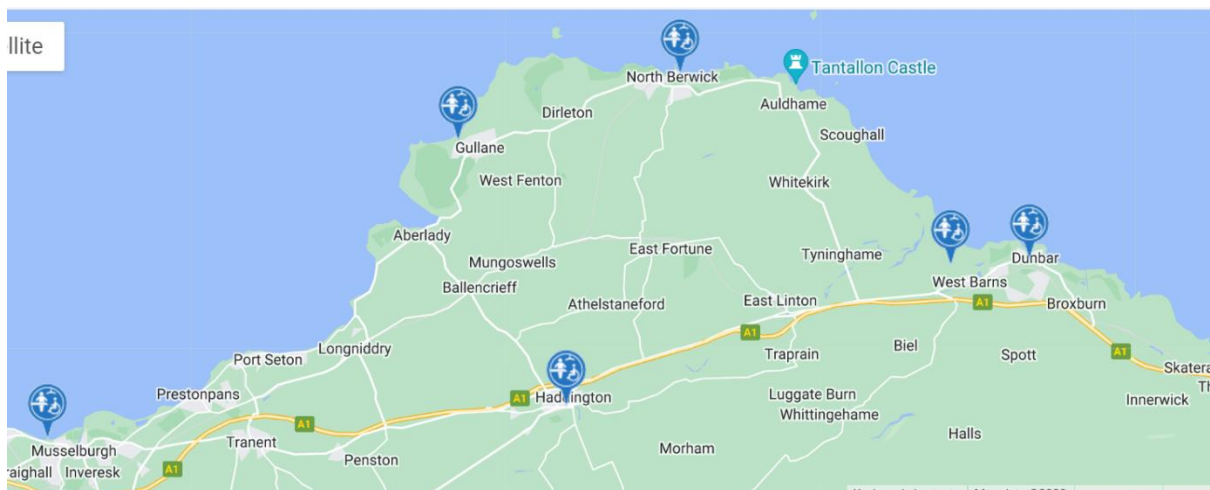 llite
North Berwick
Tantallon Castle
Auldhame
Dirleton
Scoughall
Gullane
West Fenton
Whitekirk
Aberlady
East Fortune
Tyninghame
Dunbar
Mungoswells
West Barns
Ballencrieff
Athelstaneford
East Linton
A1
Broxburn
A1
Biel
A1
Longniddry
Traprain
Spott
Port Seton
Skatera
Th
Prestonpans
A1
Haddington
Luggate Burn
Innerwick
Whittingehame
A1
Tranent
Halls
Musselburgh
Morham
Penston
raighall
Inveresk
A1